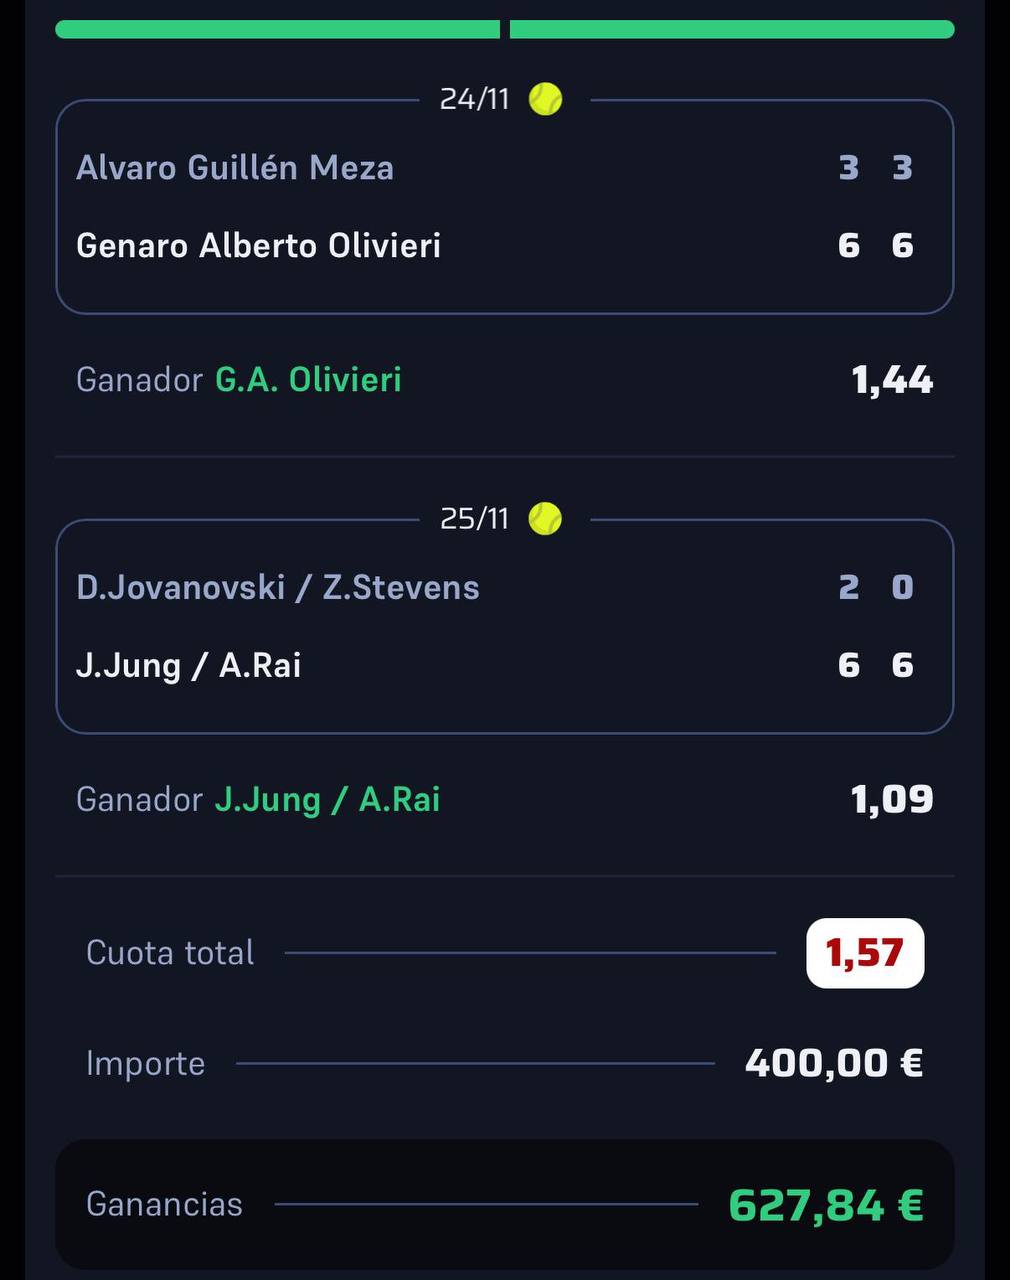 24/11
Alvaro Guillén Meza 3 3
Genaro Alberto Olivieri 6 6
Ganador G.A. Olivieri 1,44
25/11
D.Jovanovski / Z.Stevens 2 0
J.Jung / A.Rai 6 6
Ganador J.Jung / A.Rai 1,09
Cuota total 1,57
Importe 400,00 €
Ganancias 627,84 €